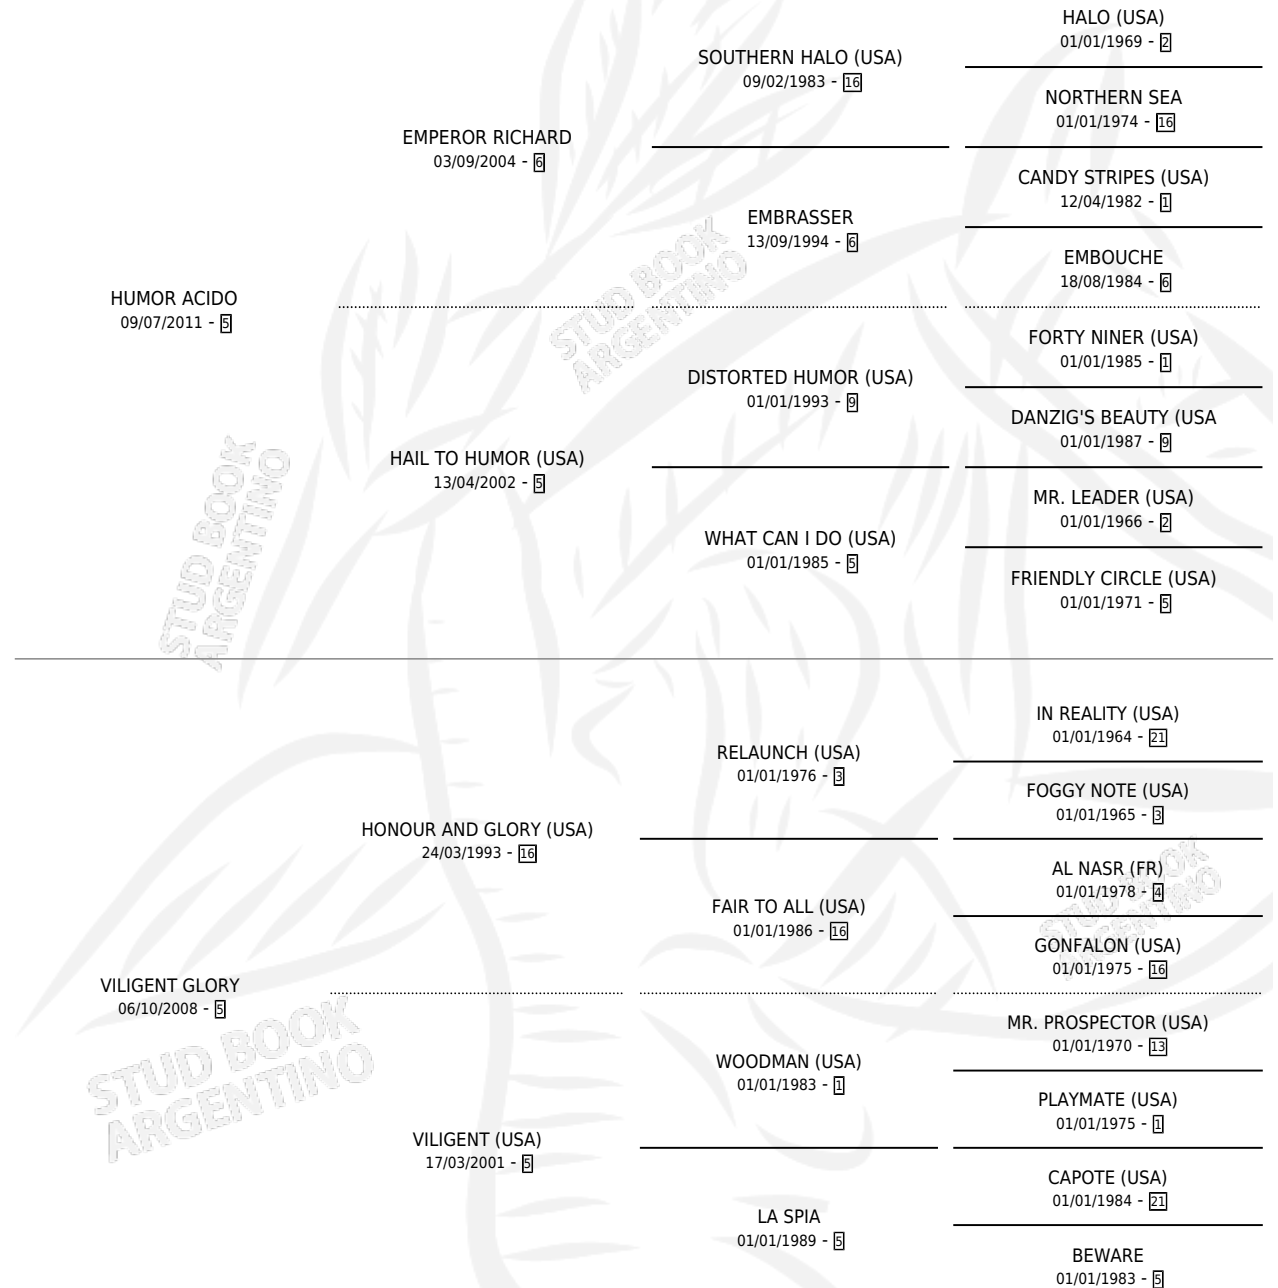 HALO (USA)
01/01/1969 - 2
SOUTHERN HALO (USA)
09/02/1983 - 16
NORTHERN SEA
01/01/1974 - 16
EMPEROR RICHARD
03/09/2004 - 6
CANDY STRIPES (USA)
12/04/1982 - 1
EMBRASSER
13/09/1994 - 6
EMBOUCHE
18/08/1984 - 6
HUMOR ACIDO
09/07/2011 - 5
FORTY NINER (USA)
01/01/1985 - 1
DISTORTED HUMOR (USA)
01/01/1993 - 9
DANZIG'S BEAUTY (USA
01/01/1987 - 9
HAIL TO HUMOR (USA)
13/04/2002 - 5
MR. LEADER (USA)
01/01/1966 - 2
WHAT CAN I DO (USA)
01/01/1985 - 5
FRIENDLY CIRCLE (USA)
01/01/1971 - 5
STUD BOOK
ARGENTINO
STUD BOOK
ARGENTINO
IN REALITY (USA)
01/01/1964 - 21
RELAUNCH (USA)
01/01/1976 - 3
FOGGY NOTE (USA)
01/01/1965 - 3
HONOUR AND GLORY (USA)
24/03/1993 - 16
AL NASR (FR)
01/01/1978 - 4
FAIR TO ALL (USA)
01/01/1986 - 16
GONFALON (USA)
01/01/1975 - 16
VILIGENT GLORY
06/10/2008 - 5
MR. PROSPECTOR (USA)
01/01/1970 - 13
WOODMAN (USA)
01/01/1983 - 1
PLAYMATE (USA)
01/01/1975 - 1
VILIGENT (USA)
17/03/2001 - 5
CAPOTE (USA)
01/01/1984 - 21
LA SPIA
01/01/1989 - 5
BEWARE
01/01/1983 - 5
STUD BOOK
ARGENTINO
STUD BOOK
ARGENTINO